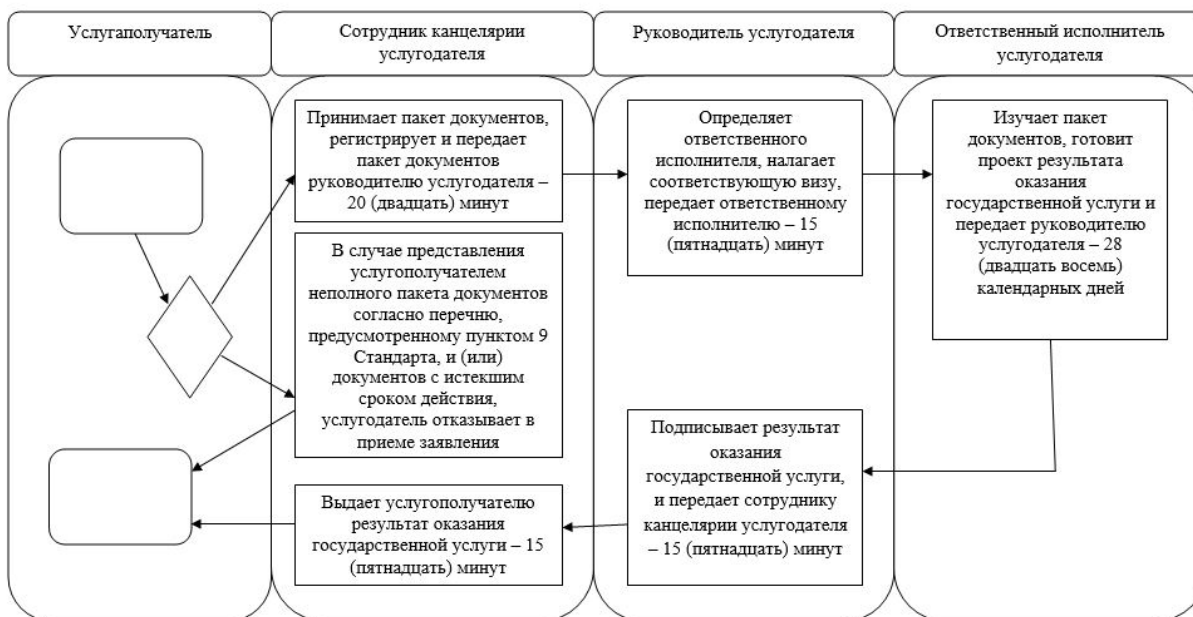 Услугаполучатель
Сотрудник канцелярии
услугодателя
Руководитель услугодателя
Ответственный исполнитель
услугодателя
Принимает пакет документов,
регистрирует и передает
пакет документов
руководителю услугодателя –
20 (двадцать) минут
В случае представления
услугополучателем
неполного пакета документов
согласно перечню,
предусмотренному пунктом 9
Стандарта, и (или)
документов с истекшим
сроком действия,
услугодатель отказывает в
приеме заявления
Выдает услугополучателю
результат оказания
государственной услуги – 15
(пятнадцать) минут
Определяет
ответственного
исполнителя, налагает
соответствующую визу,
передает ответственному
исполнителю – 15
(пятнадцать) минут
Подписывает результат
оказания
государственной услуги,
и передает сотруднику
канцелярии услугодателя
– 15 (пятнадцать) минут
Изучает пакет
документов, готовит
проект результата
оказания
государственной услуги и
передает руководителю
услугодателя – 28
(двадцать восемь)
календарных дней